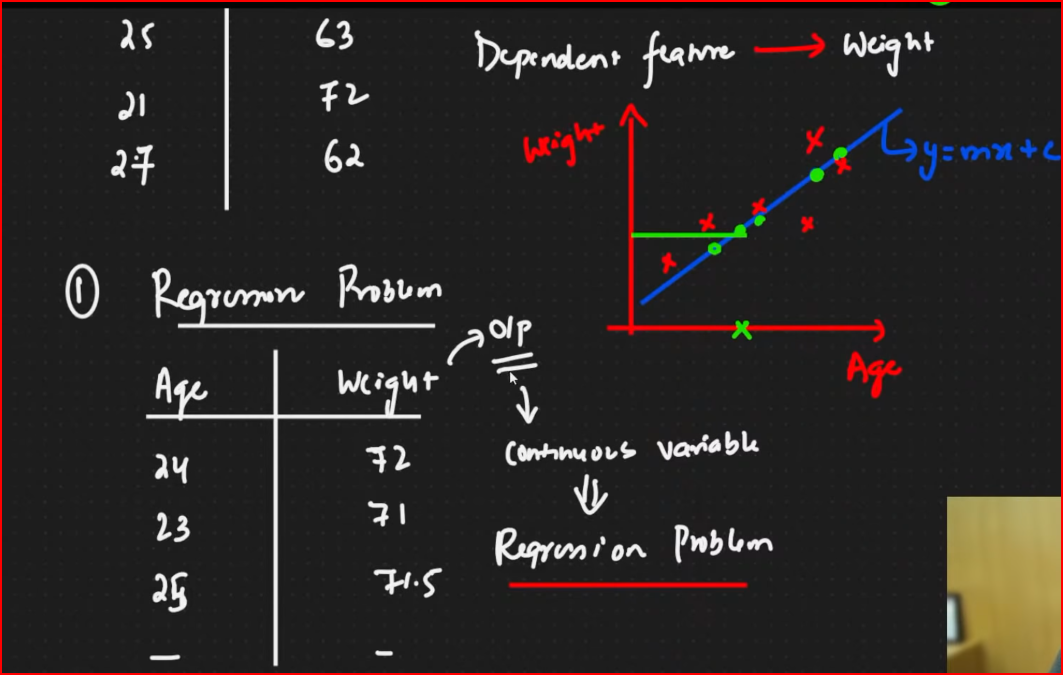 25 63
21 72
27 62
Dependent feature → Weight
Weight
y=mx+c
Age
① Regression Problem
Age Weight → O/P
24 72
23 71
25 71.5
— –
Continuous variable
Regression Problem